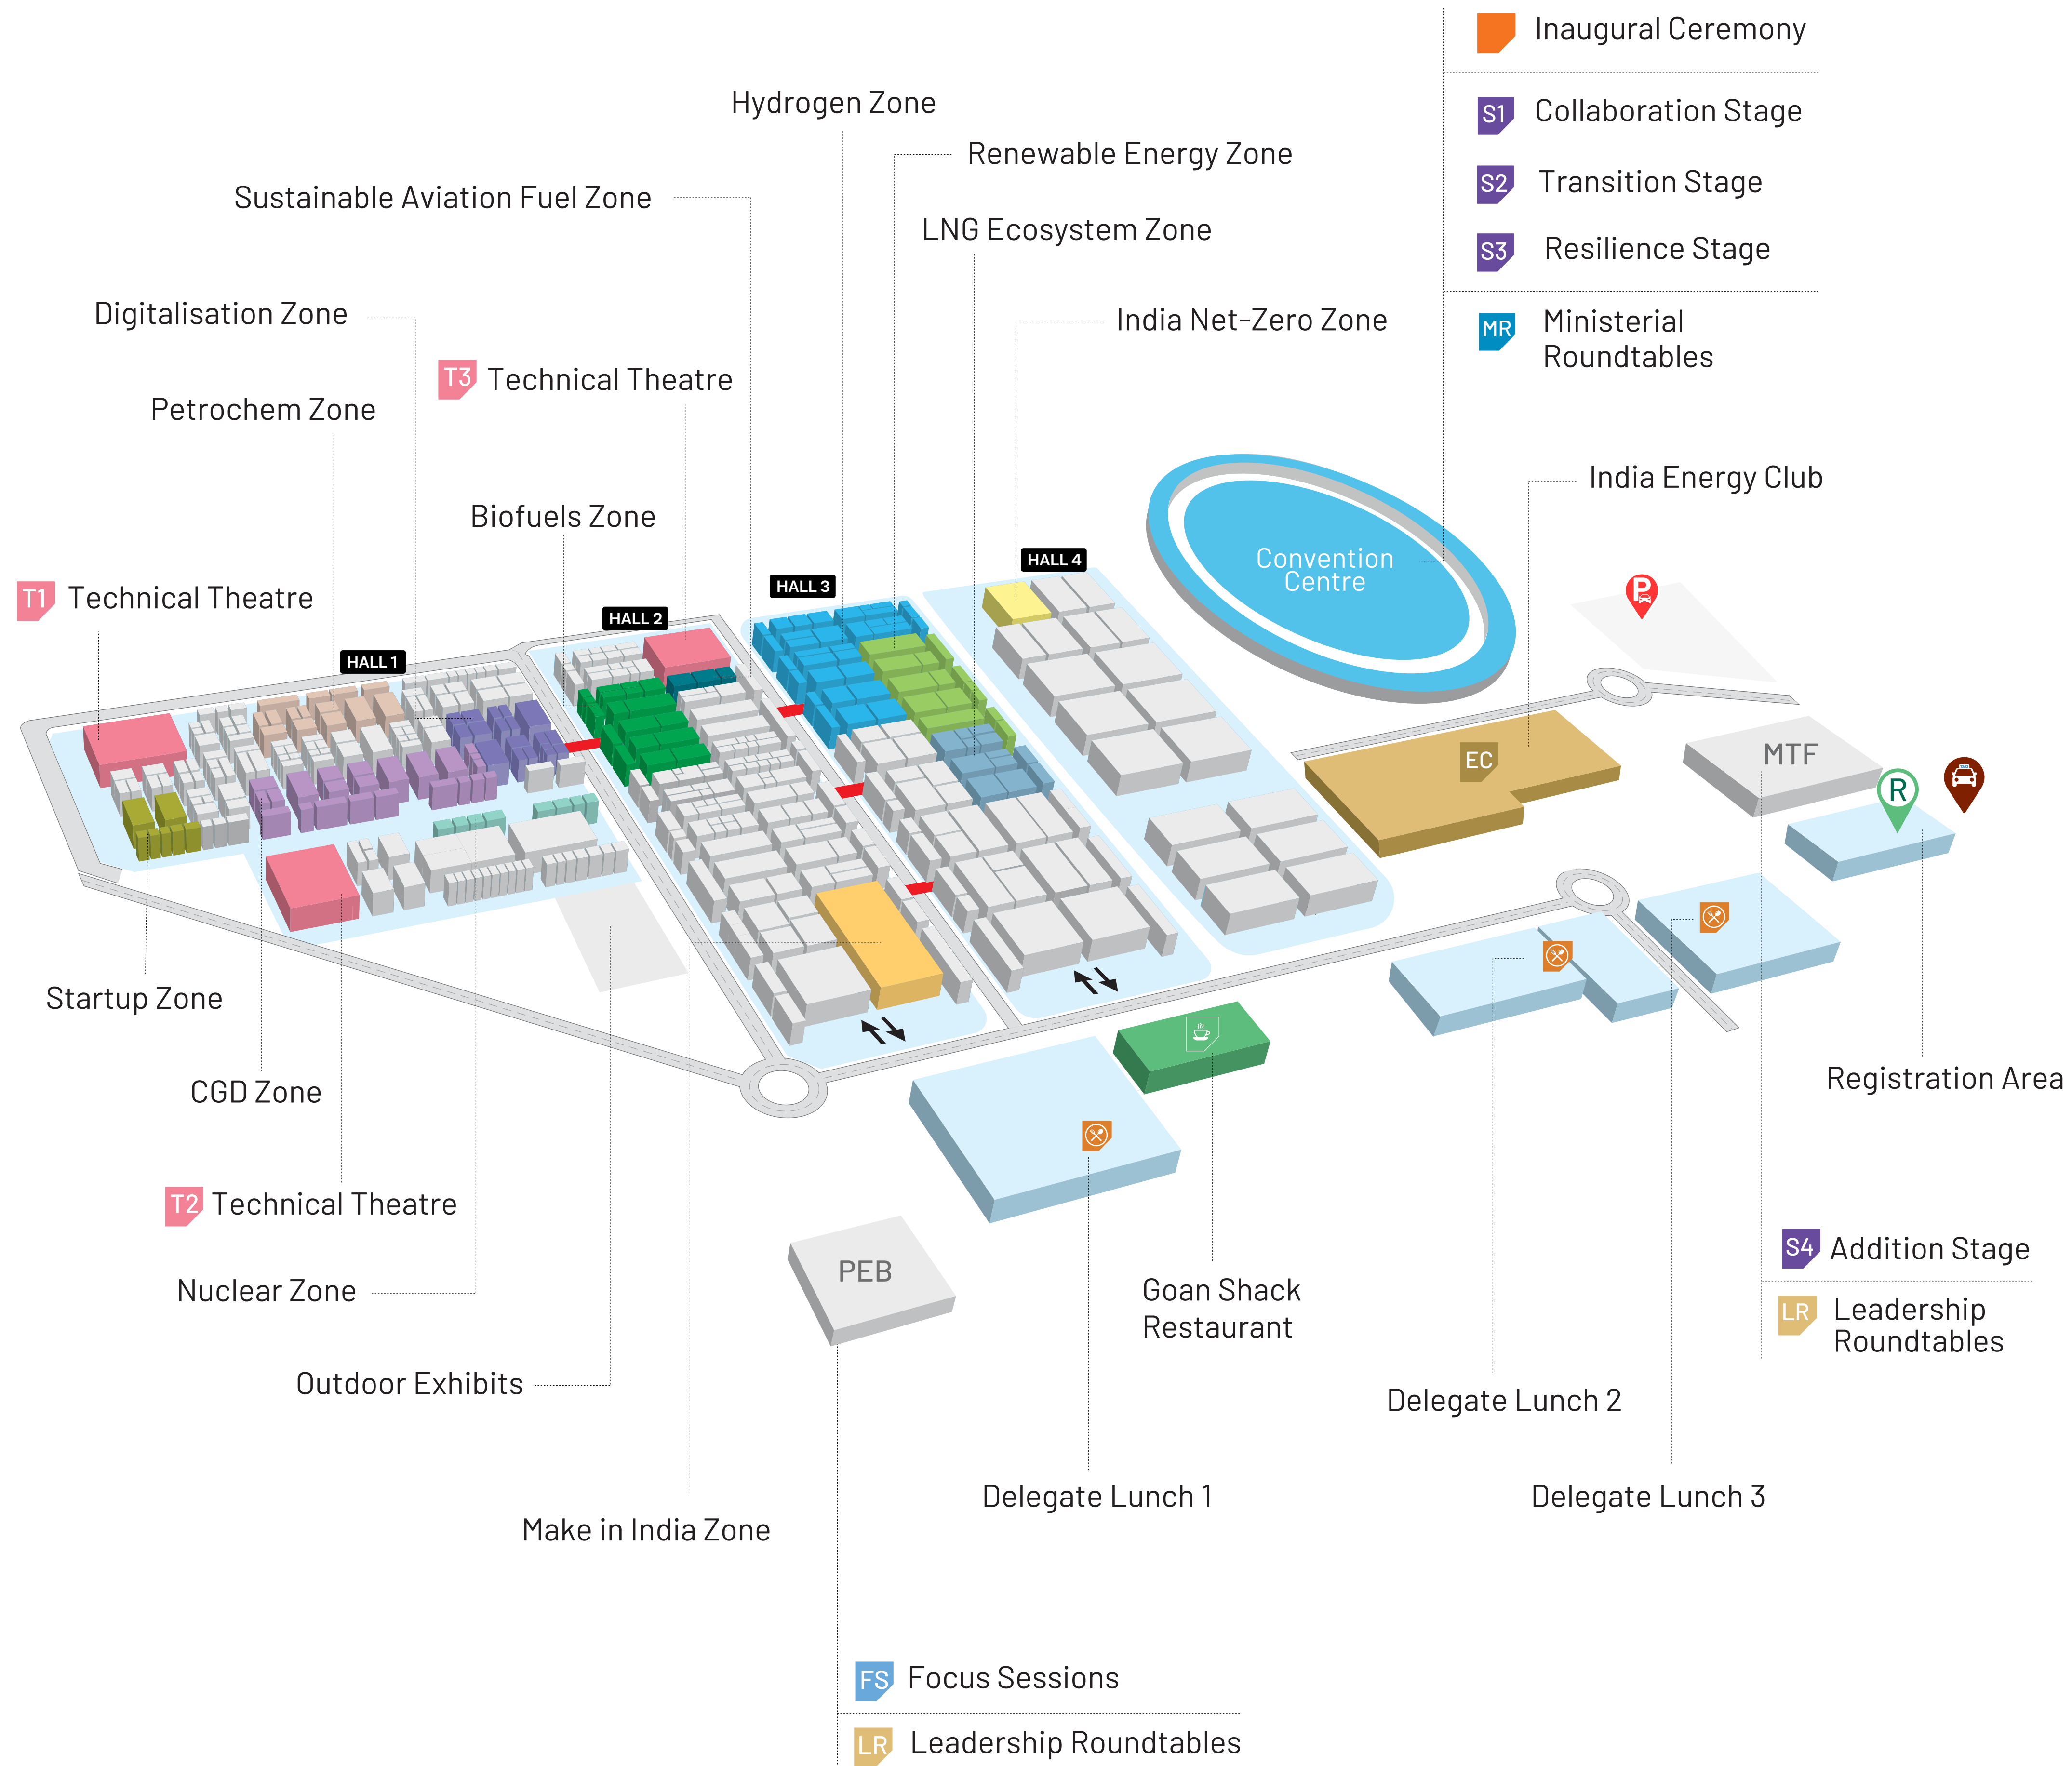 Inaugural Ceremony
S1 Collaboration Stage
S2 Transition Stage
S3 Resilience Stage
MR Ministerial
Roundtables
Hydrogen Zone
Renewable Energy Zone
Sustainable Aviation Fuel Zone
LNG Ecosystem Zone
Digitalisation Zone
India Net-Zero Zone
T3 Technical Theatre
Petrochem Zone
India Energy Club
Biofuels Zone
Convention
Centre
HALL 4
HALL 3
P
T1 Technical Theatre
HALL 2
HALL 1
EC
MTF
R
TAXI
Startup Zone
CGD Zone
Registration Area
T2 Technical Theatre
S4 Addition Stage
PEB
Nuclear Zone
Goan Shack
Restaurant
LR Leadership
Roundtables
Outdoor Exhibits
Delegate Lunch 2
Delegate Lunch 1
Delegate Lunch 3
Make in India Zone
FS Focus Sessions
LR Leadership Roundtables